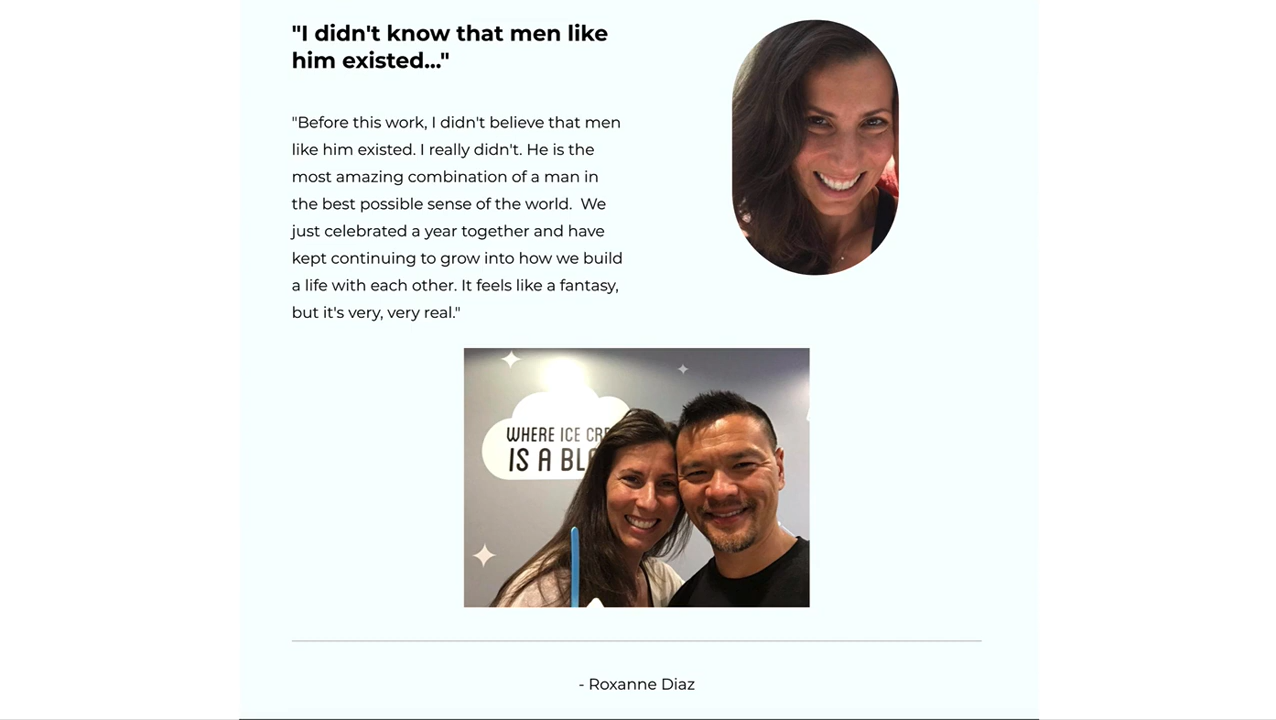 "I didn't know that men like
him existed..."
"Before this work, I didn't believe that men
like him existed. I really didn't. He is the
most amazing combination of a man in
the best possible sense of the world.  We
just celebrated a year together and have
kept continuing to grow into how we build
a life with each other. It feels like a fantasy,
but it's very, very real."
WHERE ICE
IS A
- Roxanne Diaz